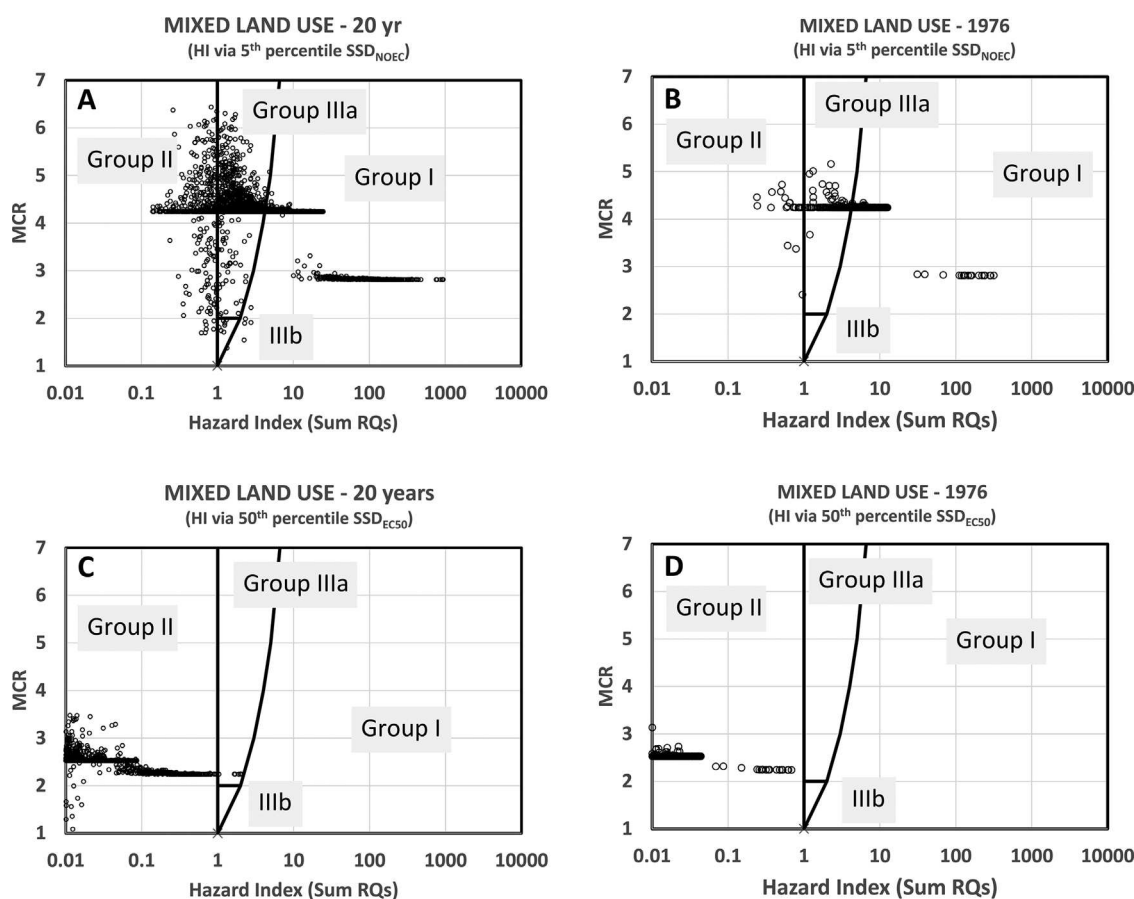 MIXED LAND USE - 20 yr
(HI via 5th percentile SSDNOEC)
A
Group IIIa
Group II
Group I
IIIb
MCR
7
6
5
4
3
2
1
0.01 0.1 1 10 100 1000 10000
Hazard Index (Sum RQs)
MIXED LAND USE - 1976
(HI via 5th percentile SSDNOEC)
B
Group IIIa
Group II
Group I
IIIb
MCR
7
6
5
4
3
2
1
0.01 0.1 1 10 100 1000 10000
Hazard Index (Sum RQs)
MIXED LAND USE - 20 years
(HI via 50th percentile SSDEC50)
C
Group IIIa
Group II
Group I
IIIb
MCR
7
6
5
4
3
2
1
0.01 0.1 1 10 100 1000 10000
Hazard Index (Sum RQs)
MIXED LAND USE - 1976
(HI via 50th percentile SSDEC50)
D
Group IIIa
Group II
Group I
IIIb
MCR
7
6
5
4
3
2
1
0.01 0.1 1 10 100 1000 10000
Hazard Index (Sum RQs)